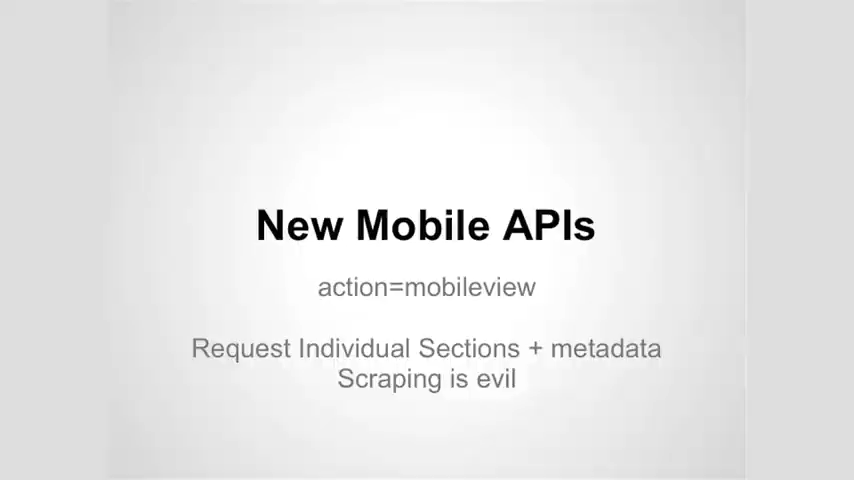 New Mobile APIs
action=mobileview
Request Individual Sections + metadata
Scraping is evil